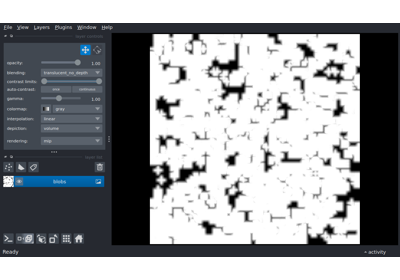 File View Layers Plugins Window Help
opacity: 1.00
blending: translucent_no_depth
contrast limits:
auto-contrast: once continuous
gamma: 1.00
colormap: gray
interpolation: linear
depiction: volume
rendering: mip
blobs
Ready activity